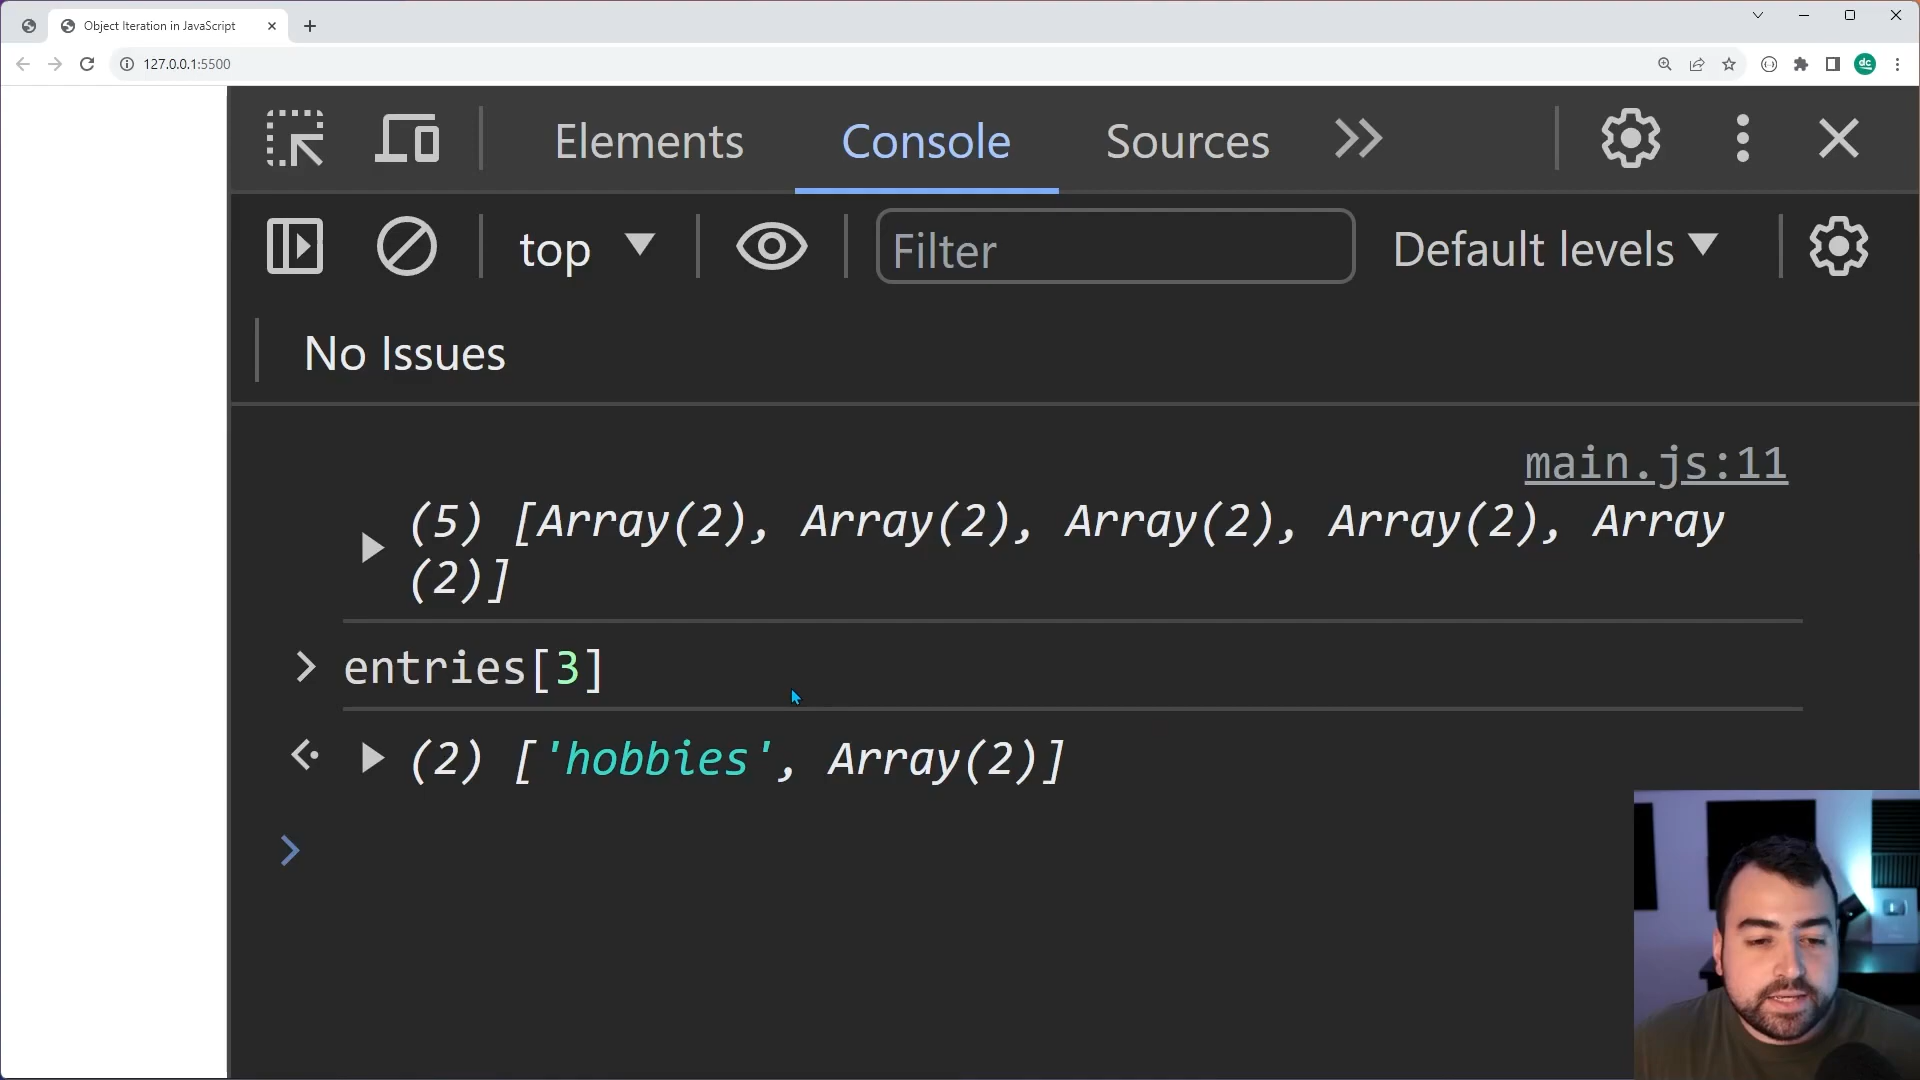 Object Iteration in JavaScript
127.0.0.1:5500
dc
Elements Console Sources
top Filter Default levels
No Issues
main.js:11
(5) [Array(2), Array(2), Array(2), Array(2), Array
(2)]
entries[3]
(2) ['hobbies', Array(2)]